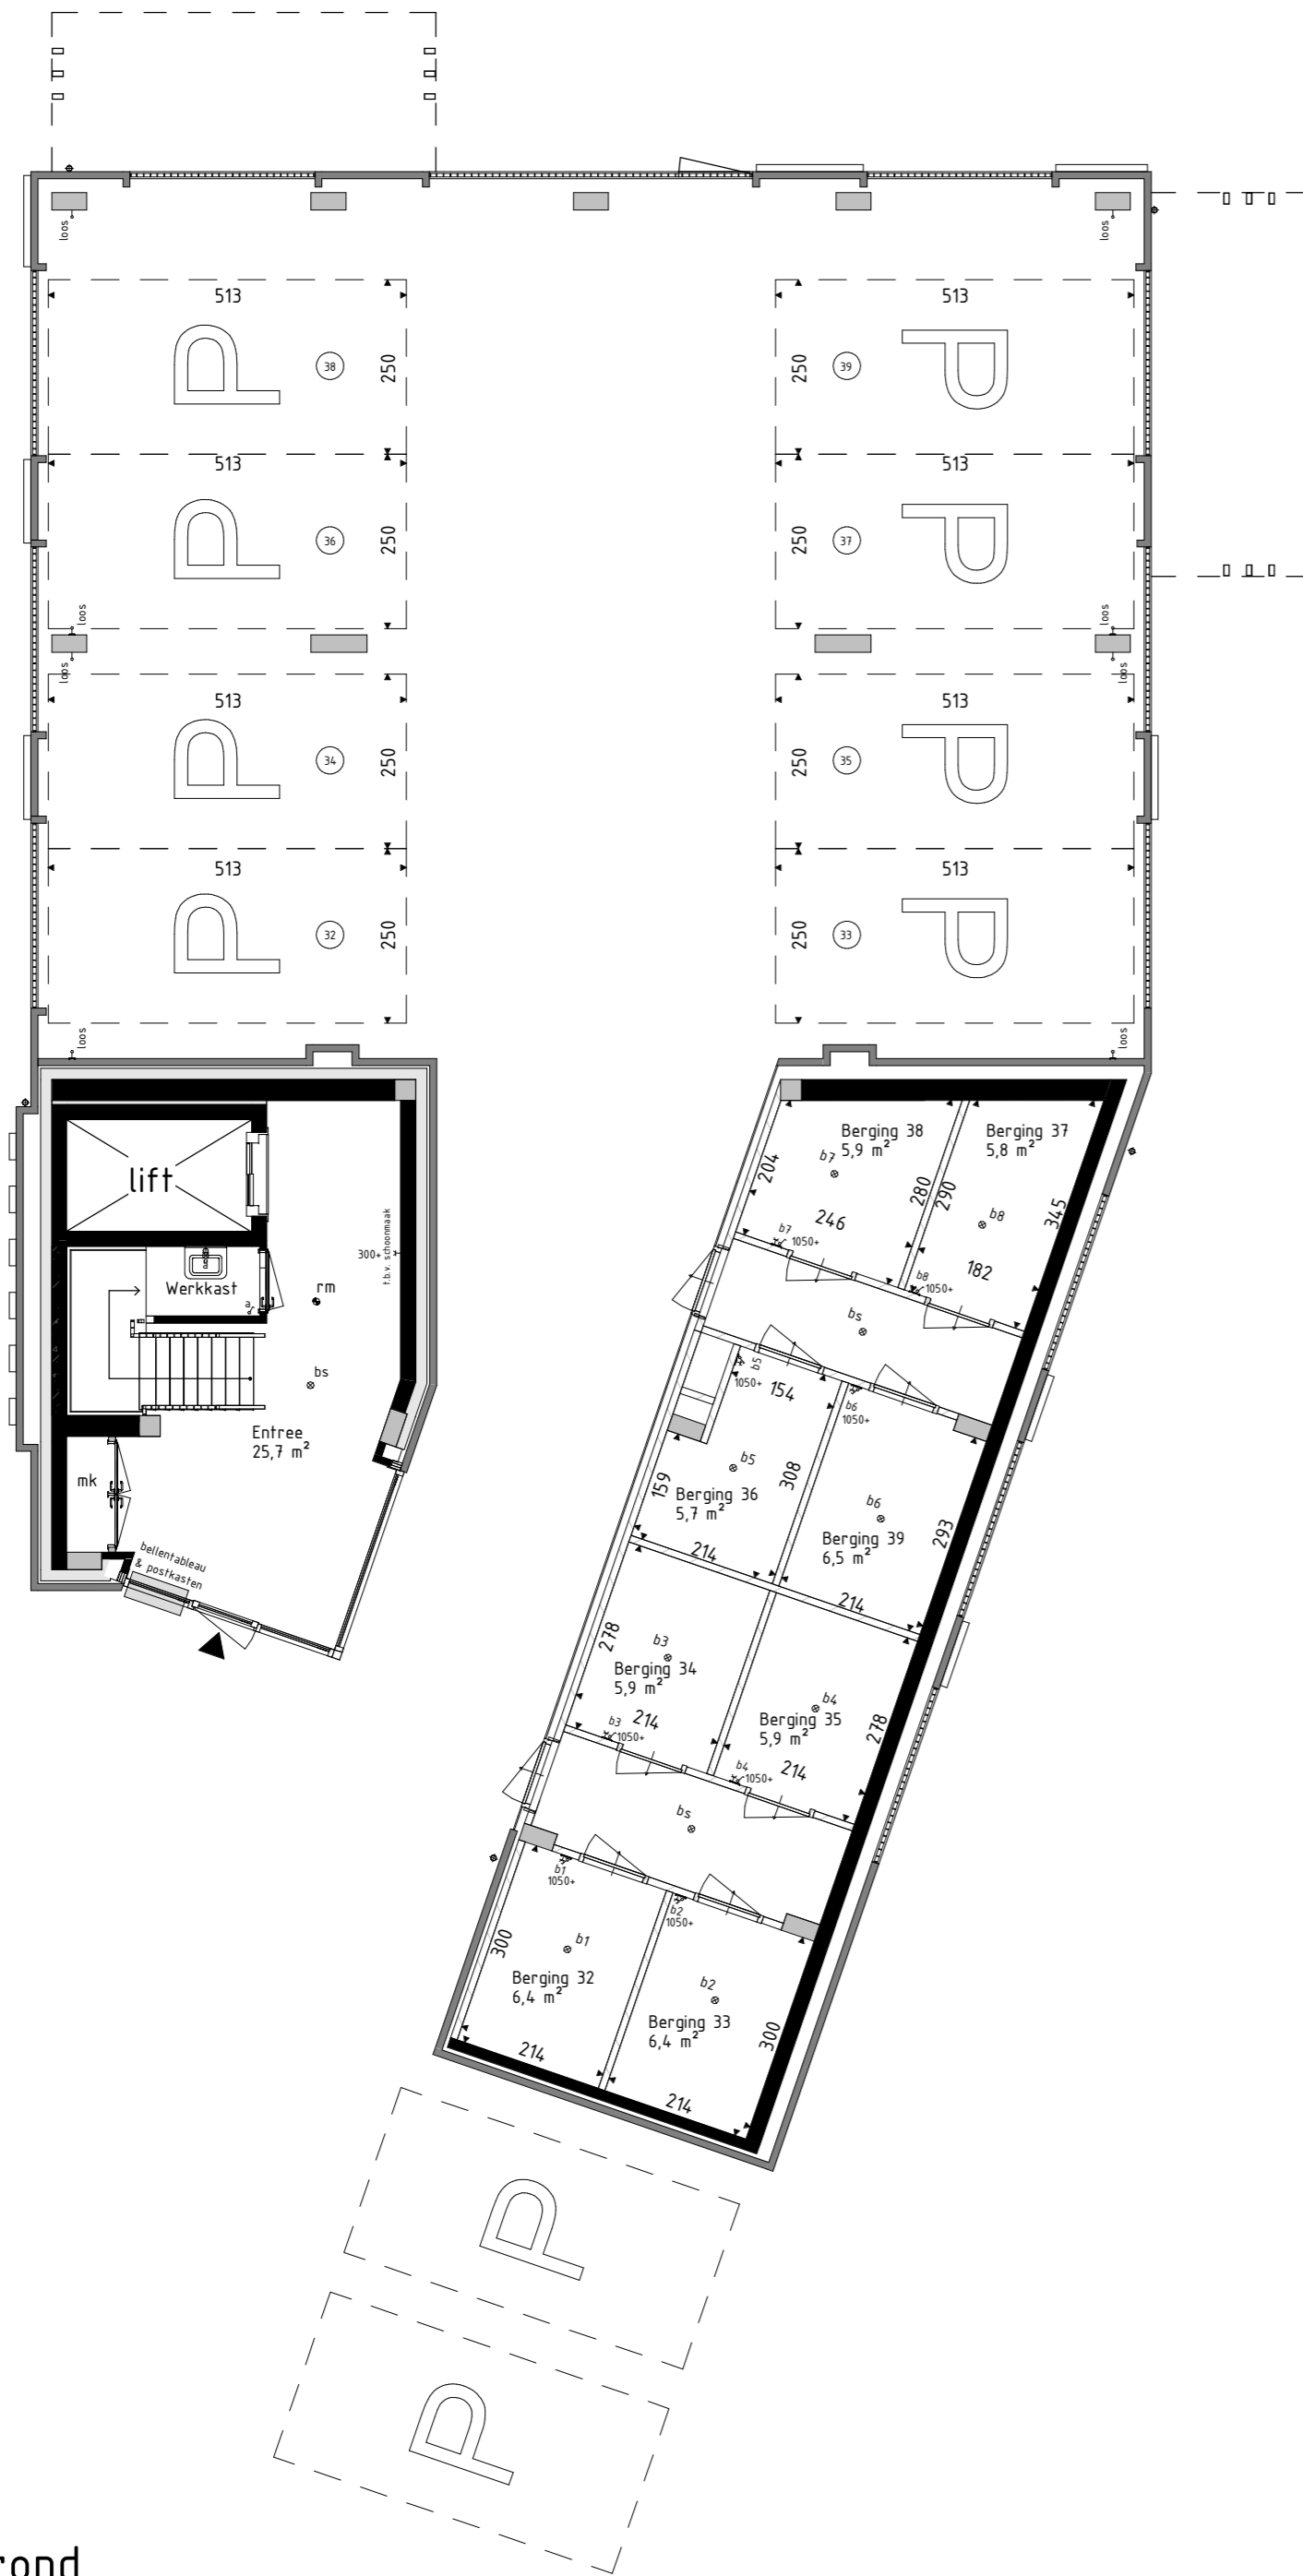 loos
loos
513
P
38
250
513
P
39
250
513
P
36
250
513
P
37
250
loos
loos
loos
loos
513
P
34
250
513
P
35
250
513
P
32
250
513
P
33
250
loos
loos
lift
Werkkast
a
300+
t.b.v. schoonmaak
rm
bs
Entree
25,7 m²
mk
bellentableau
& postkasten
Berging 38
5,9 m²
b7
204
246
280
b7
1050+
Berging 37
5,8 m²
b8
290
345
182
b8
1050+
bs
b5
1050+
154
b6
1050+
b5
Berging 36
5,7 m²
159
308
214
b6
Berging 39
6,5 m²
293
214
b3
Berging 34
5,9 m²
278
214
b3
1050+
b4
Berging 35
5,9 m²
278
214
b4
1050+
bs
b1
1050+
b2
1050+
b1
Berging 32
6,4 m²
300
214
b2
Berging 33
6,4 m²
300
214
P
P
rond